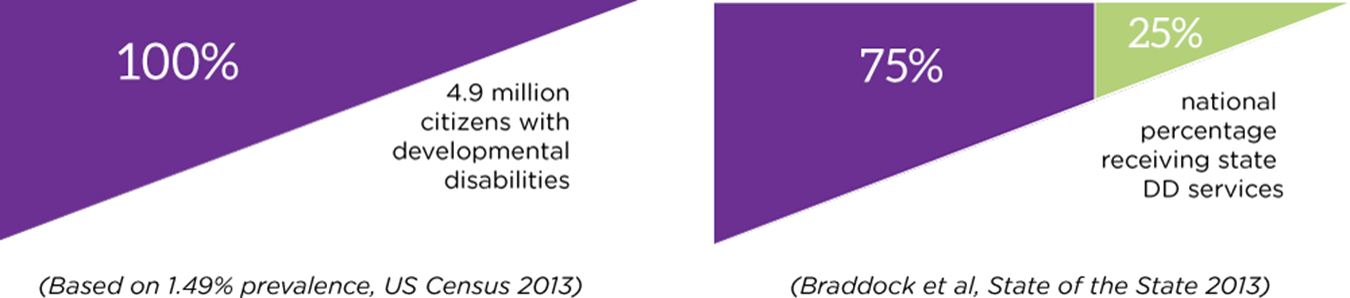 100%
4.9 million
citizens with
developmental
disabilities
(Based on 1.49% prevalence, US Census 2013)
75%
25%
national
percentage
receiving state
DD services
(Braddock et al, State of the State 2013)